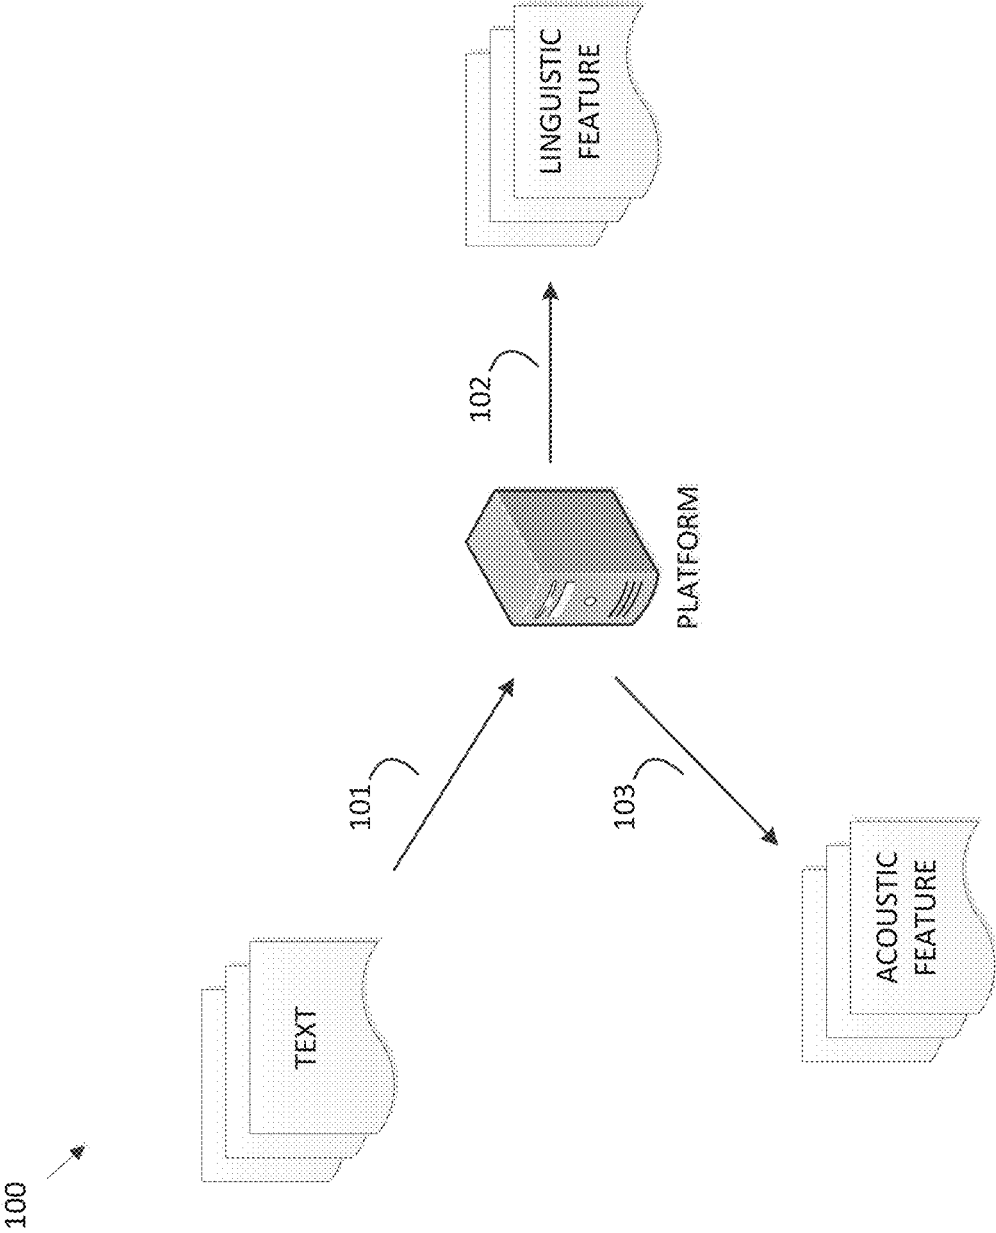 100
TEXT
101
PLATFORM
102
LINGUISTIC
FEATURE
103
ACOUSTIC
FEATURE